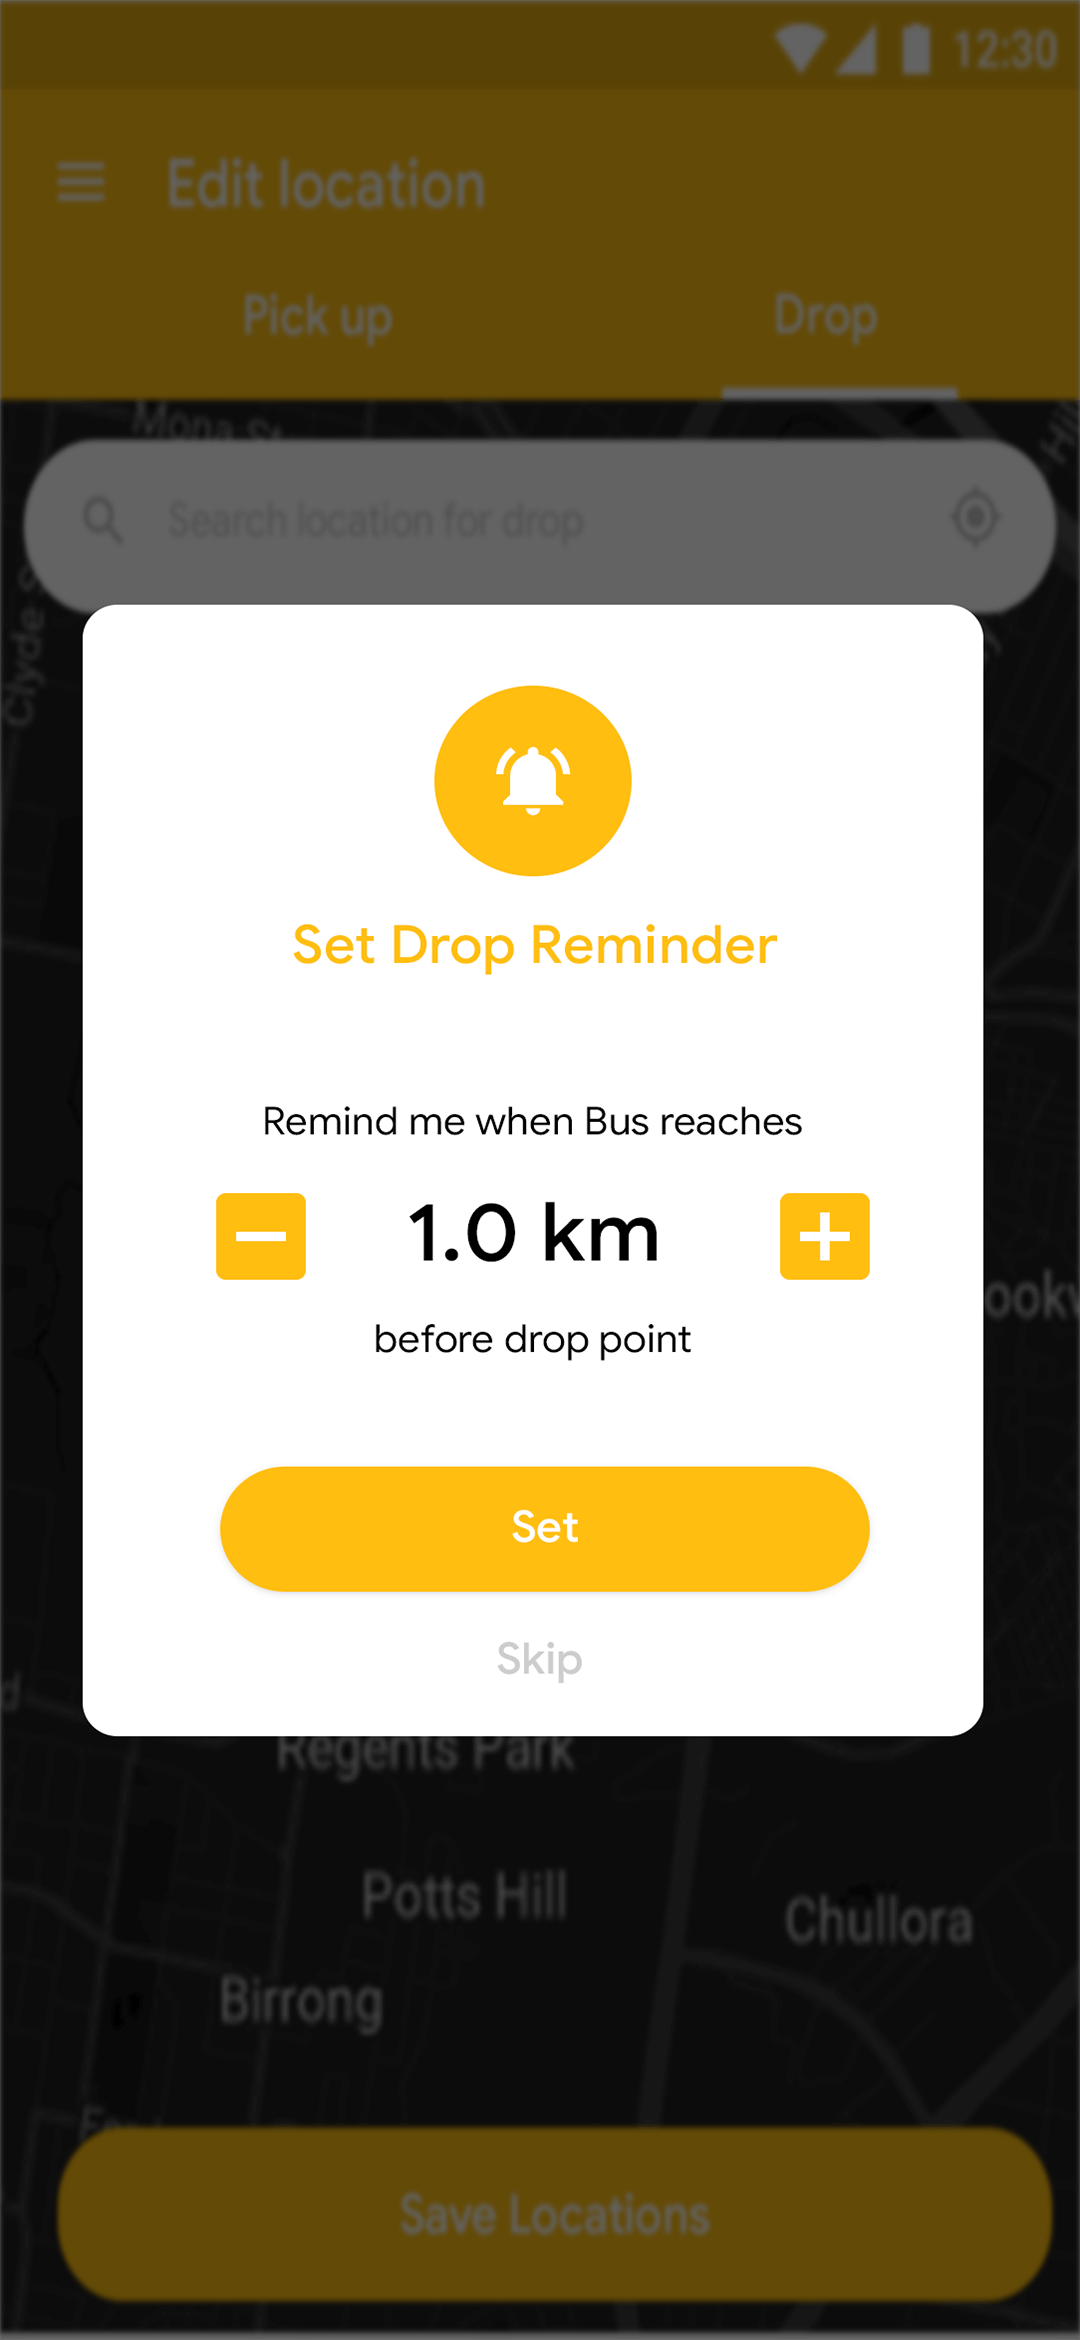 12:30
Edit location
Pick up
Drop
Mona St
Search location for drop
Clyde
Set Drop Reminder
Remind me when Bus reaches
1.0 km
before drop point
Set
Skip
Regents Park
Potts Hill
Chullora
Birrong
Save Locations